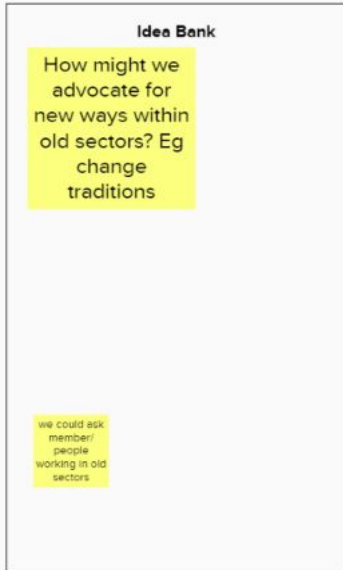 Idea Bank
How might we
advocate for
new ways within
old sectors? Eg
change
traditions
we could ask
member/
people
working in old
sectors